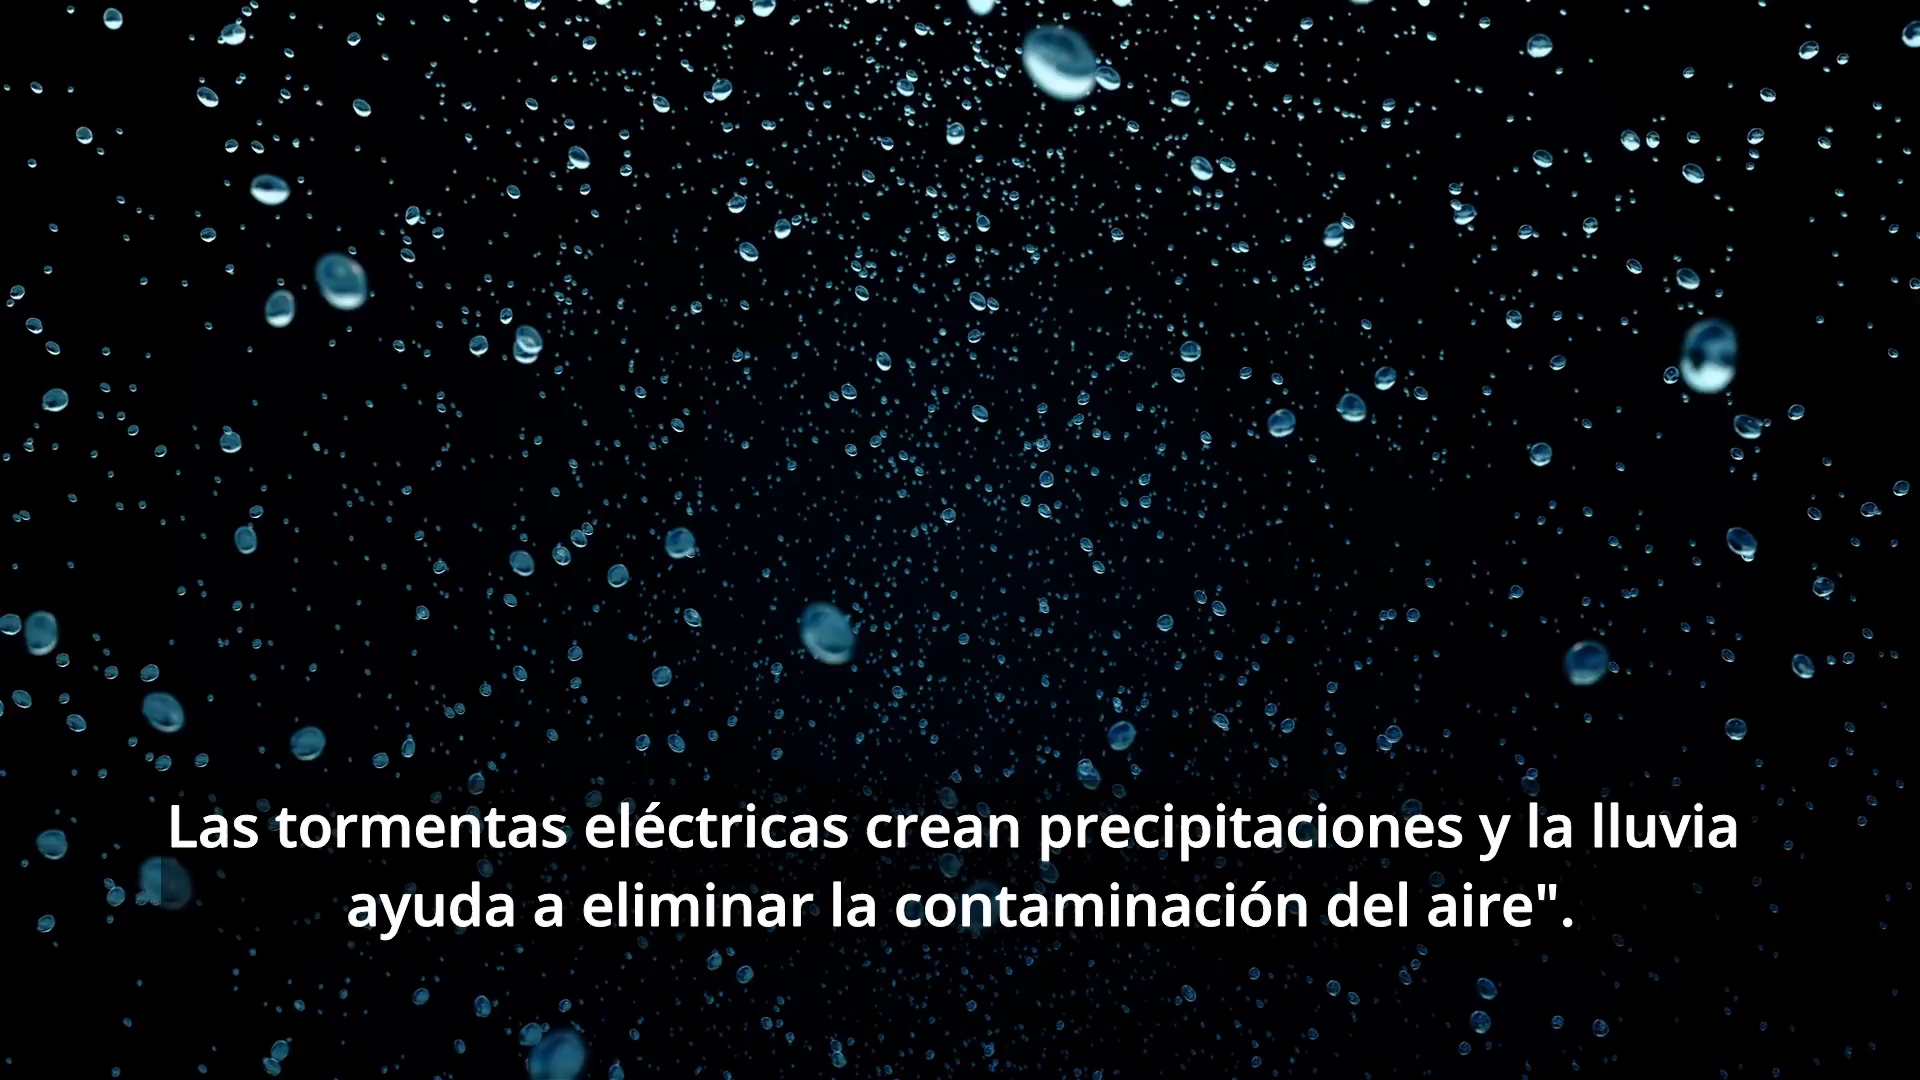 Las tormentas eléctricas crean precipitaciones y la lluvia
ayuda a eliminar la contaminación del aire".